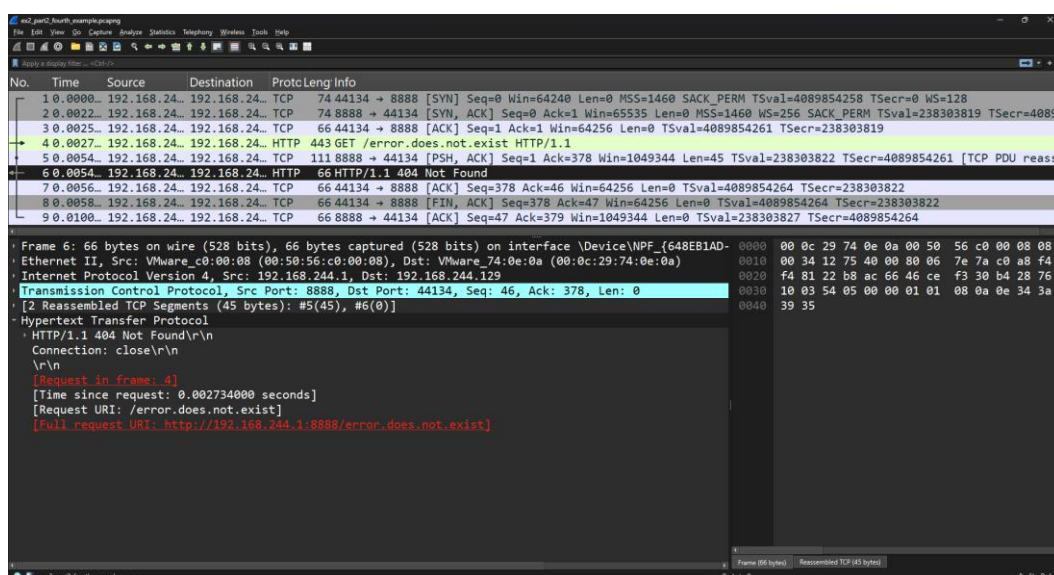 ex2_part2_fourth_example.pcapng
File Edit View Go Capture Analyze Statistics Telephony Wireless Tools Help
Apply a display filter ... <Ctrl-/>
No. Time Source Destination Protc Leng Info
1 0.0000… 192.168.24… 192.168.24… TCP 74 44134 → 8888 [SYN] Seq=0 Win=64240 Len=0 MSS=1460 SACK_PERM TSval=4089854258 TSecr=0 WS=128
2 0.0022… 192.168.24… 192.168.24… TCP 74 8888 → 44134 [SYN, ACK] Seq=0 Ack=1 Win=65535 Len=0 MSS=1460 WS=256 SACK_PERM TSval=238303819 TSecr=4089
3 0.0025… 192.168.24… 192.168.24… TCP 66 44134 → 8888 [ACK] Seq=1 Ack=1 Win=64256 Len=0 TSval=4089854261 TSecr=238303819
4 0.0027… 192.168.24… 192.168.24… HTTP 443 GET /error.does.not.exist HTTP/1.1
5 0.0054… 192.168.24… 192.168.24… TCP 111 8888 → 44134 [PSH, ACK] Seq=1 Ack=378 Win=1049344 Len=45 TSval=238303822 TSecr=4089854261 [TCP PDU reass
6 0.0054… 192.168.24… 192.168.24… HTTP 66 HTTP/1.1 404 Not Found
7 0.0056… 192.168.24… 192.168.24… TCP 66 44134 → 8888 [ACK] Seq=378 Ack=46 Win=64256 Len=0 TSval=4089854264 TSecr=238303822
8 0.0058… 192.168.24… 192.168.24… TCP 66 44134 → 8888 [FIN, ACK] Seq=378 Ack=47 Win=64256 Len=0 TSval=4089854264 TSecr=238303822
9 0.0100… 192.168.24… 192.168.24… TCP 66 8888 → 44134 [ACK] Seq=47 Ack=379 Win=1049344 Len=0 TSval=238303827 TSecr=4089854264
Frame 6: 66 bytes on wire (528 bits), 66 bytes captured (528 bits) on interface \Device\NPF_{648EB1AD-
Ethernet II, Src: VMware_c0:00:08 (00:50:56:c0:00:08), Dst: VMware_74:0e:0a (00:0c:29:74:0e:0a)
Internet Protocol Version 4, Src: 192.168.244.1, Dst: 192.168.244.129
Transmission Control Protocol, Src Port: 8888, Dst Port: 44134, Seq: 46, Ack: 378, Len: 0
[2 Reassembled TCP Segments (45 bytes): #5(45), #6(0)]
Hypertext Transfer Protocol
HTTP/1.1 404 Not Found\r\n
Connection: close\r\n
\r\n
[Request in frame: 4]
[Time since request: 0.002734000 seconds]
[Request URI: /error.does.not.exist]
[Full request URI: http://192.168.244.1:8888/error.does.not.exist]
0000 00 0c 29 74 0e 0a 00 50 56 c0 00 08 08
0010 00 34 12 75 40 00 80 06 7e 7a c0 a8 f4
0020 f4 81 22 b8 ac 66 46 ce f3 30 b4 28 76
0030 10 03 54 05 00 00 01 01 08 0a 0e 34 3a
0040 39 35
Frame (66 bytes) Reassembled TCP (45 bytes)